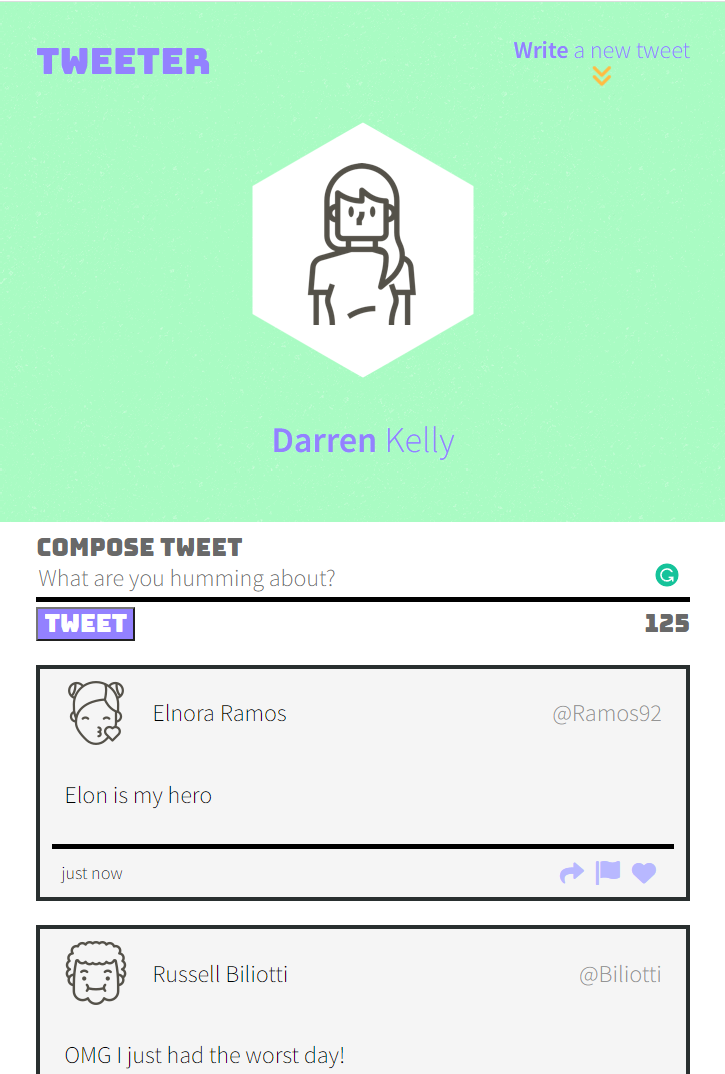 TWEETER
Write a new tweet
Darren Kelly
COMPOSE TWEET
What are you humming about?
TWEET
125
Elnora Ramos
@Ramos92
Elon is my hero
just now
Russell Biliotti
@Biliotti
OMG I just had the worst day!